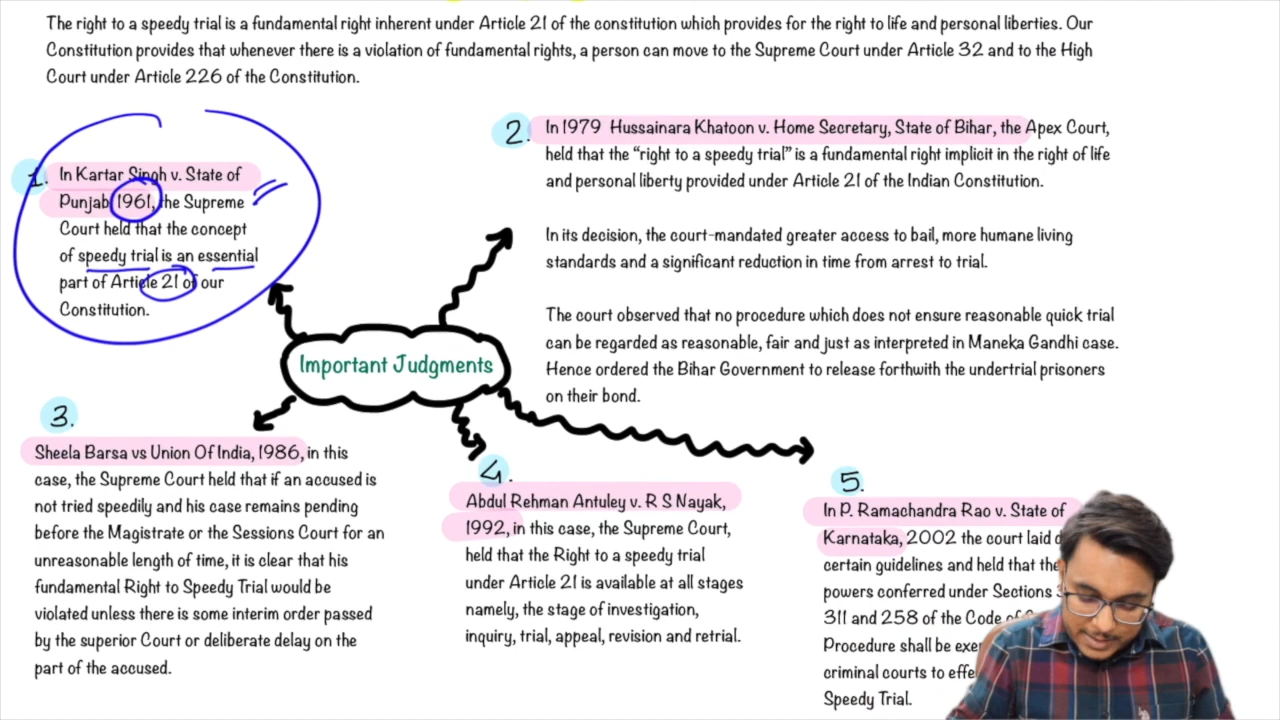 The right to a speedy trial is a fundamental right inherent under Article 21 of the constitution which provides for the right to life and personal liberties. Our
Constitution provides that whenever there is a violation of fundamental rights, a person can move to the Supreme Court under Article 32 and to the High
Court under Article 226 of the Constitution.
1.
In Kartar Singh v. State of
Punjab 1961, the Supreme
Court held that the concept
of speedy trial is an essential
part of Article 21 of our
Constitution.
2.
In 1979 Hussainara Khatoon v. Home Secretary, State of Bihar, the Apex Court,
held that the “right to a speedy trial” is a fundamental right implicit in the right of life
and personal liberty provided under Article 21 of the Indian Constitution.
In its decision, the court-mandated greater access to bail, more humane living
standards and a significant reduction in time from arrest to trial.
The court observed that no procedure which does not ensure reasonable quick trial
can be regarded as reasonable, fair and just as interpreted in Maneka Gandhi case.
Hence ordered the Bihar Government to release forthwith the undertrial prisoners
on their bond.
Important Judgments
3.
Sheela Barsa vs Union Of India, 1986, in this
case, the Supreme Court held that if an accused is
not tried speedily and his case remains pending
before the Magistrate or the Sessions Court for an
unreasonable length of time, it is clear that his
fundamental Right to Speedy Trial would be
violated unless there is some interim order passed
by the superior Court or deliberate delay on the
part of the accused.
4.
Abdul Rehman Antuley v. R S Nayak,
1992, in this case, the Supreme Court,
held that the Right to a speedy trial
under Article 21 is available at all stages
namely, the stage of investigation,
inquiry, trial, appeal, revision and retrial.
5.
In P. Ramachandra Rao v. State of
Karnataka, 2002 the court laid
certain guidelines and held that the
powers conferred under Sections
311 and 258 of the Code of
Procedure shall be
criminal courts to
Speedy Trial.